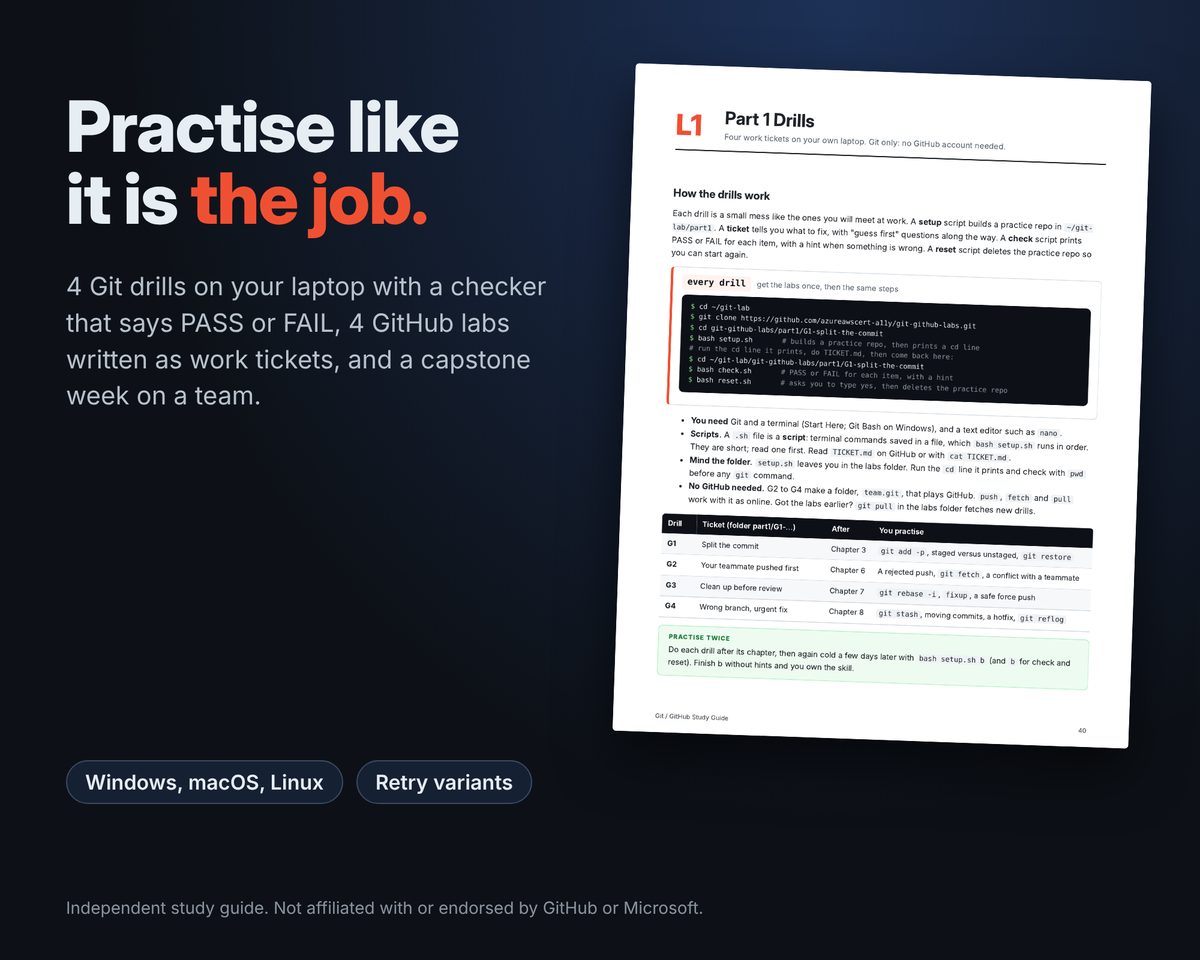 Practise like
it is the job.
4 Git drills on your laptop with a checker
that says PASS or FAIL, 4 GitHub labs
written as work tickets, and a capstone
week on a team.
Windows, macOS, Linux
Retry variants
Independent study guide. Not affiliated with or endorsed by GitHub or Microsoft.
L1
Part 1 Drills
Four work tickets on your own laptop. Git only: no GitHub account needed.
How the drills work
Each drill is a small mess like the ones you will meet at work. A setup script builds a practice repo in ~/git-
lab/part1. A ticket tells you what to fix, with "guess first" questions along the way. A check script prints
PASS or FAIL for each item, with a hint when something is wrong. A reset script deletes the practice repo so
you can start again.
every drill get the labs once, then the same steps
$ cd ~/git-lab
$ git clone https://github.com/azureawscert-a11y/git-github-labs.git
$ cd git-github-labs/part1/G1-split-the-commit
$ bash setup.sh # builds a practice repo, then prints a cd line
# run the cd line it prints, do TICKET.md, then come back here:
$ cd ~/git-lab/git-github-labs/part1/G1-split-the-commit
$ bash check.sh # PASS or FAIL for each item, with a hint
$ bash reset.sh # asks you to type yes, then deletes the practice repo
• You need Git and a terminal (Start Here; Git Bash on Windows), and a text editor such as nano.
• Scripts. A .sh file is a script: terminal commands saved in a file, which bash setup.sh runs in order.
They are short; read one first. Read TICKET.md on GitHub or with cat TICKET.md.
• Mind the folder. setup.sh leaves you in the labs folder. Run the cd line it prints and check with pwd
before any git command.
• No GitHub needed. G2 to G4 make a folder, team.git, that plays GitHub. push, fetch and pull
work with it as online. Got the labs earlier? git pull in the labs folder fetches new drills.
Drill Ticket (folder part1/G1-...) After You practise
G1 Split the commit Chapter 3 git add -p, staged versus unstaged, git restore
G2 Your teammate pushed first Chapter 6 A rejected push, git fetch, a conflict with a teammate
G3 Clean up before review Chapter 7 git rebase -i, fixup, a safe force push
G4 Wrong branch, urgent fix Chapter 8 git stash, moving commits, a hotfix, git reflog
PRACTISE TWICE
Do each drill after its chapter, then again cold a few days later with bash setup.sh b (and b for check and
reset). Finish b without hints and you own the skill.
Git / GitHub Study Guide
40